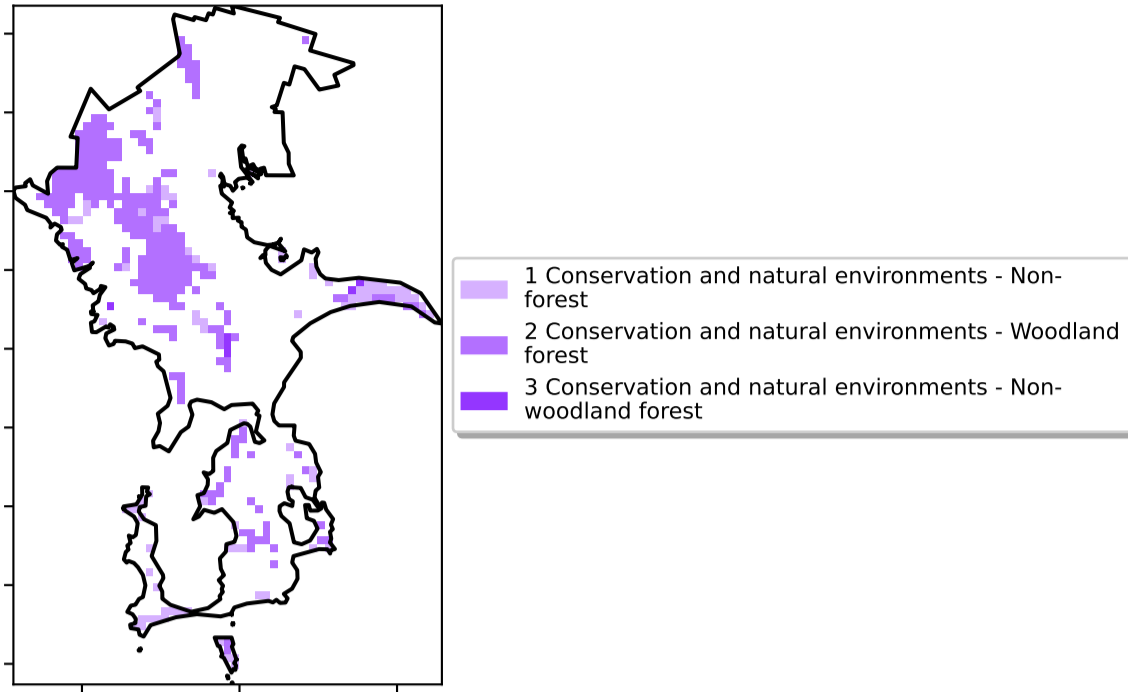 1 Conservation and natural environments - Non-
forest
2 Conservation and natural environments - Woodland
forest
3 Conservation and natural environments - Non-
woodland forest